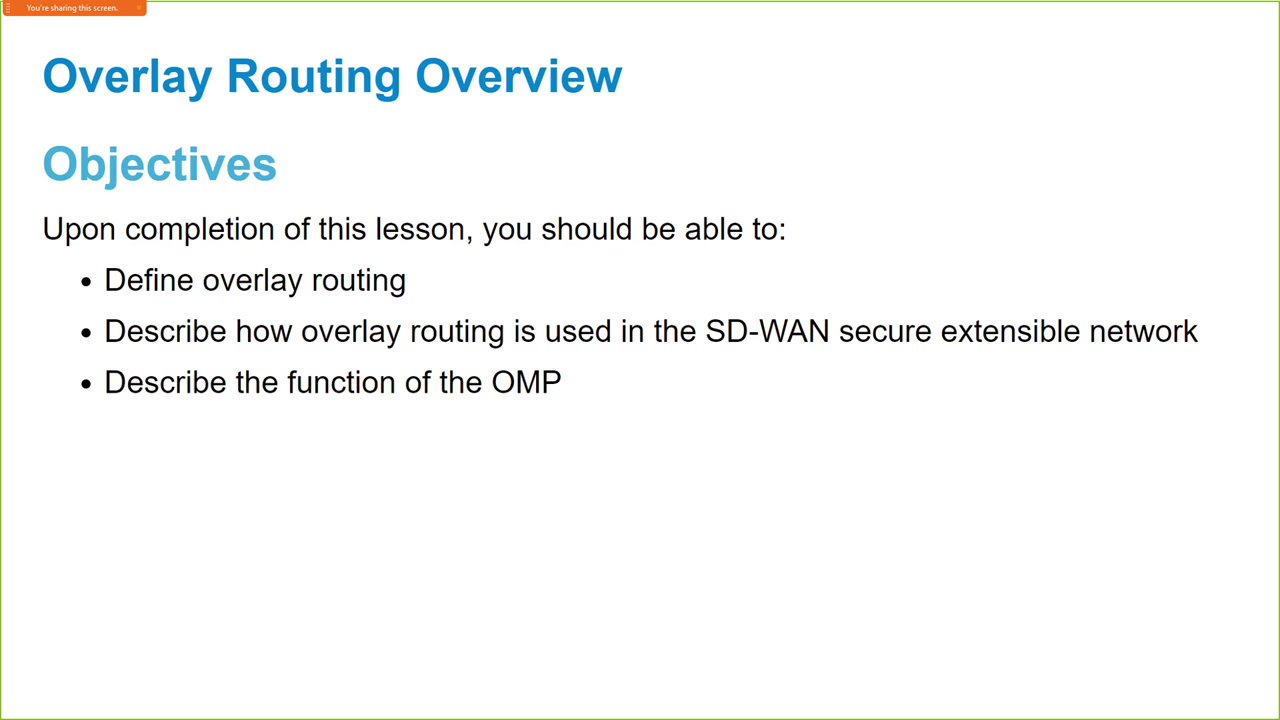 You're sharing this screen.
Overlay Routing Overview
Objectives
Upon completion of this lesson, you should be able to:
• Define overlay routing
• Describe how overlay routing is used in the SD-WAN secure extensible network
• Describe the function of the OMP